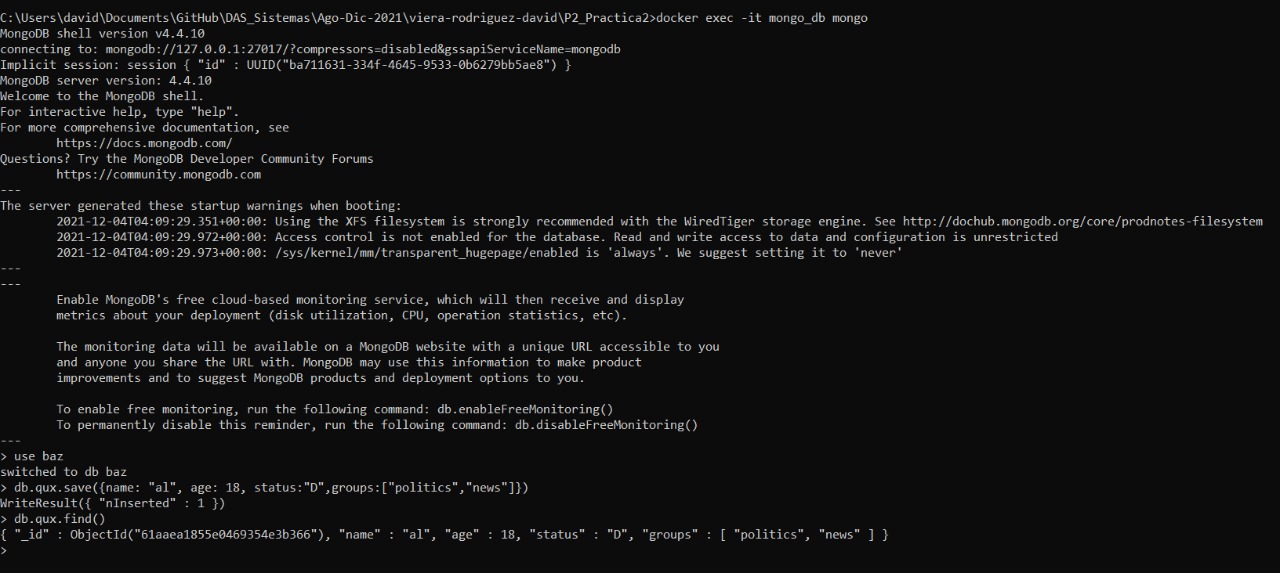 C:\Users\david\Documents\GitHub\DAS_Sistemas\Ago-Dic-2021\viera-rodriguez-david\P2_Practica2>docker exec -it mongo_db mongo
MongoDB shell version v4.4.10
connecting to: mongodb://127.0.0.1:27017/?compressors=disabled&gssapiServiceName=mongodb
Implicit session: session { "id" : UUID("ba711631-334f-4645-9533-0b6279bb5ae8") }
MongoDB server version: 4.4.10
Welcome to the MongoDB shell.
For interactive help, type "help".
For more comprehensive documentation, see
        https://docs.mongodb.com/
Questions? Try the MongoDB Developer Community Forums
        https://community.mongodb.com
---
The server generated these startup warnings when booting:
        2021-12-04T04:09:29.351+00:00: Using the XFS filesystem is strongly recommended with the WiredTiger storage engine. See http://dochub.mongodb.org/core/prodnotes-filesystem
        2021-12-04T04:09:29.972+00:00: Access control is not enabled for the database. Read and write access to data and configuration is unrestricted
        2021-12-04T04:09:29.973+00:00: /sys/kernel/mm/transparent_hugepage/enabled is 'always'. We suggest setting it to 'never'
---
---
        Enable MongoDB's free cloud-based monitoring service, which will then receive and display
        metrics about your deployment (disk utilization, CPU, operation statistics, etc).

        The monitoring data will be available on a MongoDB website with a unique URL accessible to you
        and anyone you share the URL with. MongoDB may use this information to make product
        improvements and to suggest MongoDB products and deployment options to you.

        To enable free monitoring, run the following command: db.enableFreeMonitoring()
        To permanently disable this reminder, run the following command: db.disableFreeMonitoring()
---
> use baz
switched to db baz
> db.qux.save({name: "al", age: 18, status:"D",groups:["politics","news"]})
WriteResult({ "nInserted" : 1 })
> db.qux.find()
{ "_id" : ObjectId("61aaea1855e0469354e3b366"), "name" : "al", "age" : 18, "status" : "D", "groups" : [ "politics", "news" ] }
>